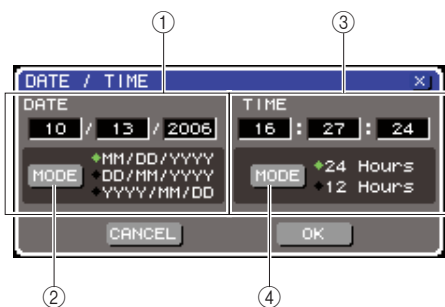 ① ③
DATE / TIME ×
DATE
10 / 13 / 2006
MODE
MM/DD/YYYY
DD/MM/YYYY
YYYY/MM/DD
TIME
16 : 27 : 24
MODE
24 Hours
12 Hours
CANCEL OK
② ④